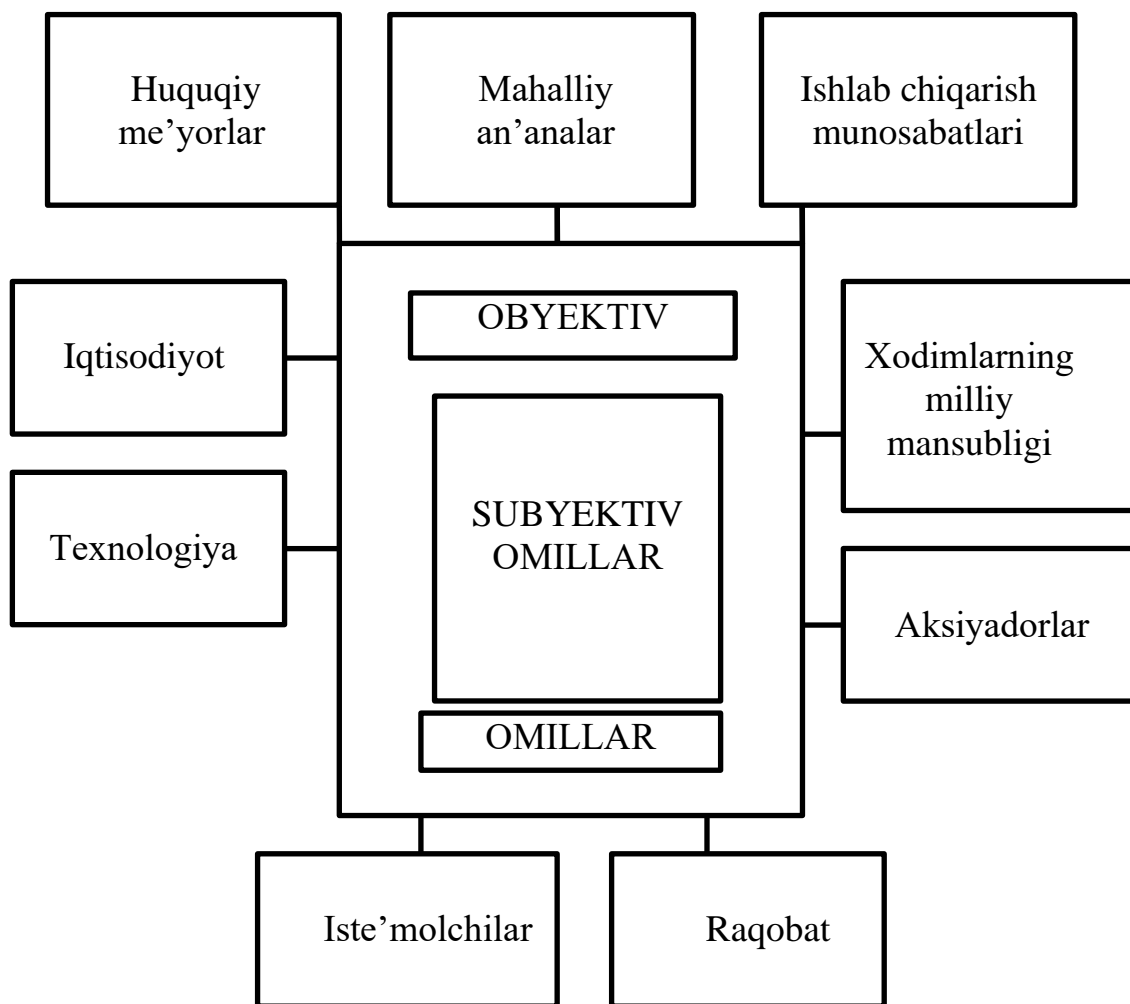 Huquqiy
me’yorlar
Mahalliy
an’analar
Ishlab chiqarish
munosabatlari
Iqtisodiyot
Texnologiya
OBYEKTIV
SUBYEKTIV
OMILLAR
OMILLAR
Xodimlarning
milliy
mansubligi
Aksiyadorlar
Iste’molchilar
Raqobat